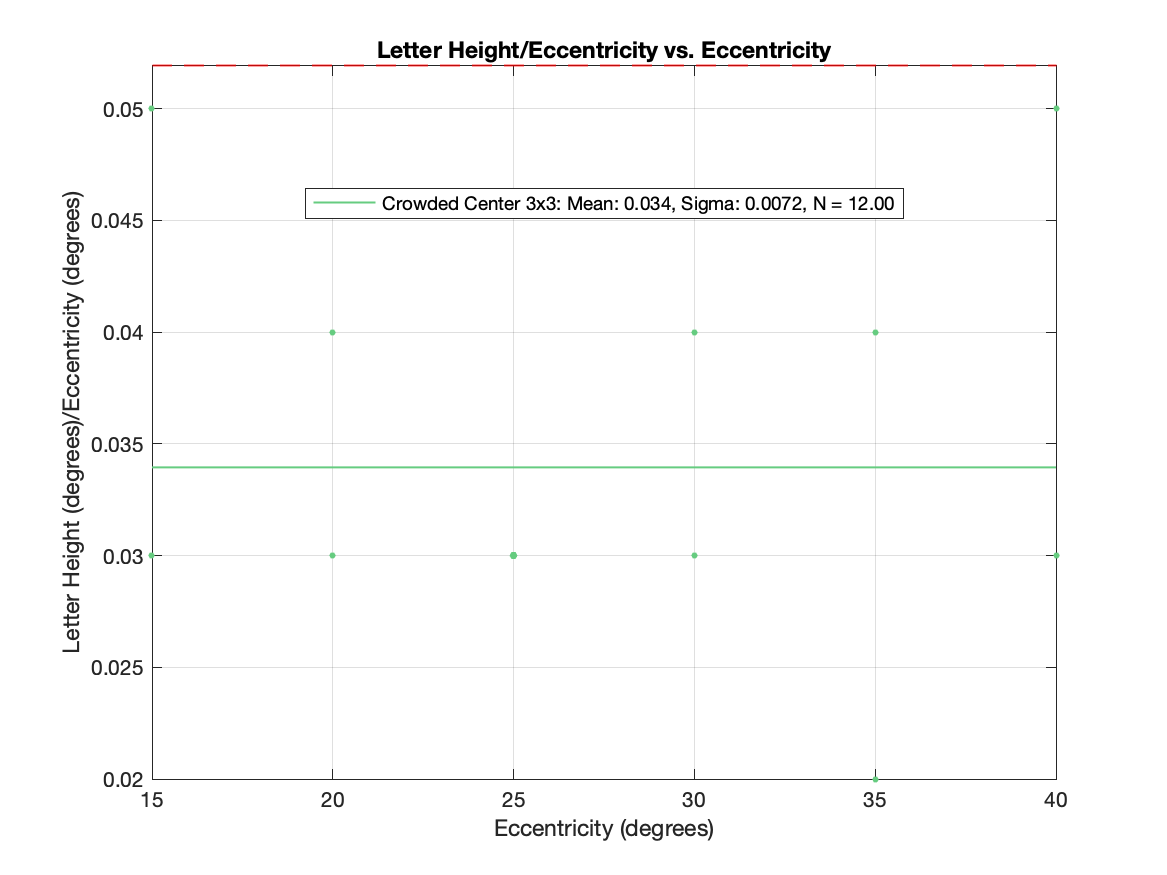 Letter Height/Eccentricity vs. Eccentricity
0.05
0.045
0.04
0.035
0.03
0.025
0.02
Letter Height (degrees)/Eccentricity (degrees)
Crowded Center 3x3: Mean: 0.034, Sigma: 0.0072, N = 12.00
15 20 25 30 35 40
Eccentricity (degrees)